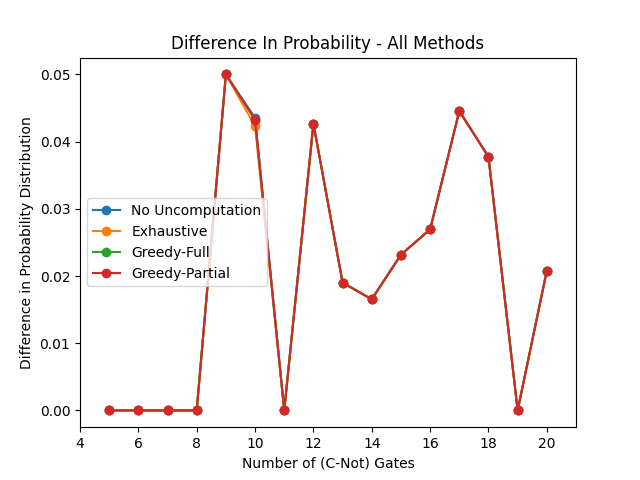 Difference In Probability - All Methods
Difference in Probability Distribution
0.05
0.04
0.03
0.02
0.01
0.00
No Uncomputation
Exhaustive
Greedy-Full
Greedy-Partial
4 6 8 10 12 14 16 18 20
Number of (C-Not) Gates